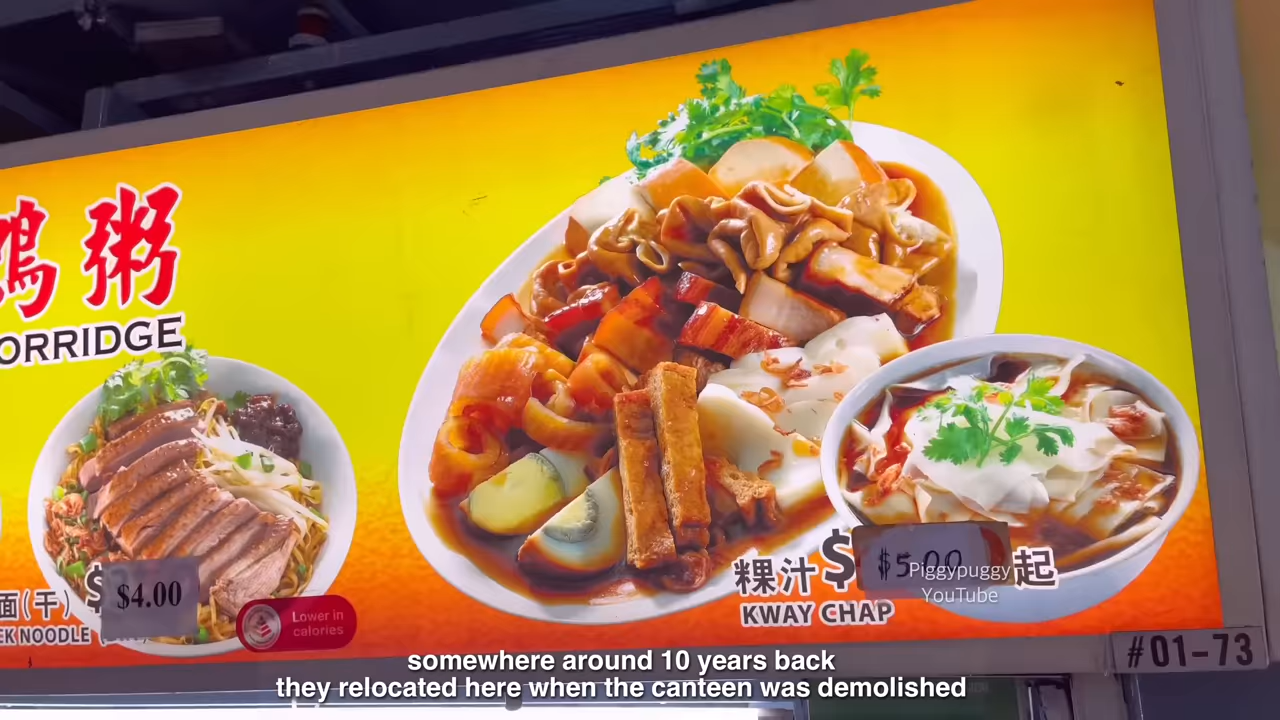 鴨粥
ORRIDGE
面(干) $ $4.00
EK NOODLE
Lower in
calories
粿汁 $ $5.00 起
KWAY CHAP
Piggypuggy
YouTube
#01-73
somewhere around 10 years back
they relocated here when the canteen was demolished